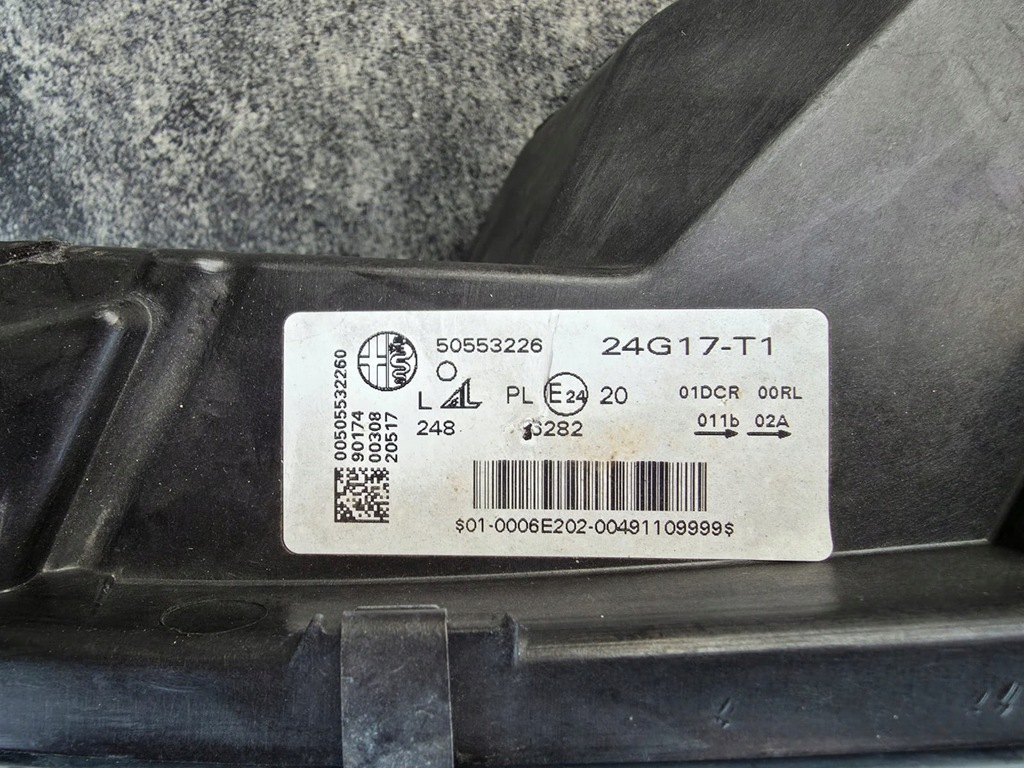 50553226 24G17-T1
L PL E24 20 01DCR 00RL
248 011b 02A
00505532260
90174
00308
20517
$01-0006E202-00491109999$